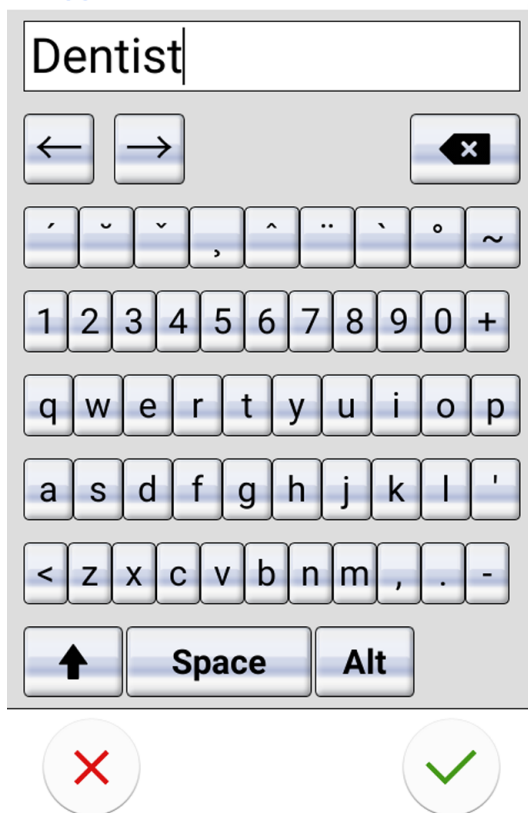 Dentist
← →
´ ˘ ˇ ¸ ˆ ¨ ` ° ~
1 2 3 4 5 6 7 8 9 0 +
q w e r t y u i o p
a s d f g h j k l '
< z x c v b n m , . -
Space Alt